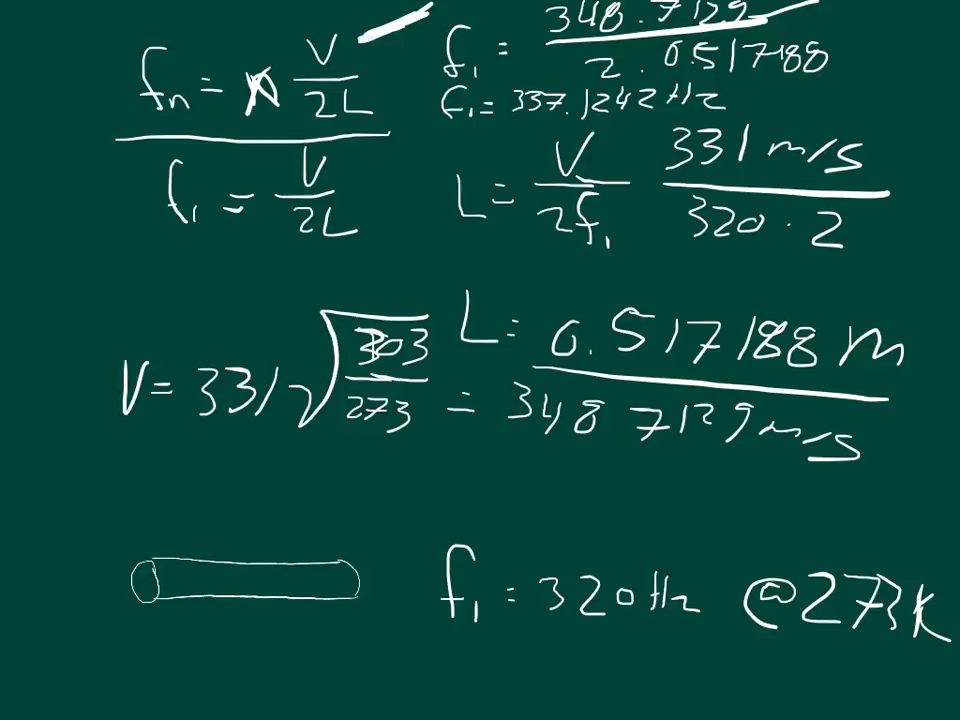 fn = n V/2L
f1 = 348.7129 / 2 · 0.517188
f1 = 337.1242 Hz
f1 = V/2L
L = V/2f1 331 m/s / 320 · 2
L = 0.517188 m
V = 331 √303/273 = 348 7129 m/s
f1 = 320 Hz @273K